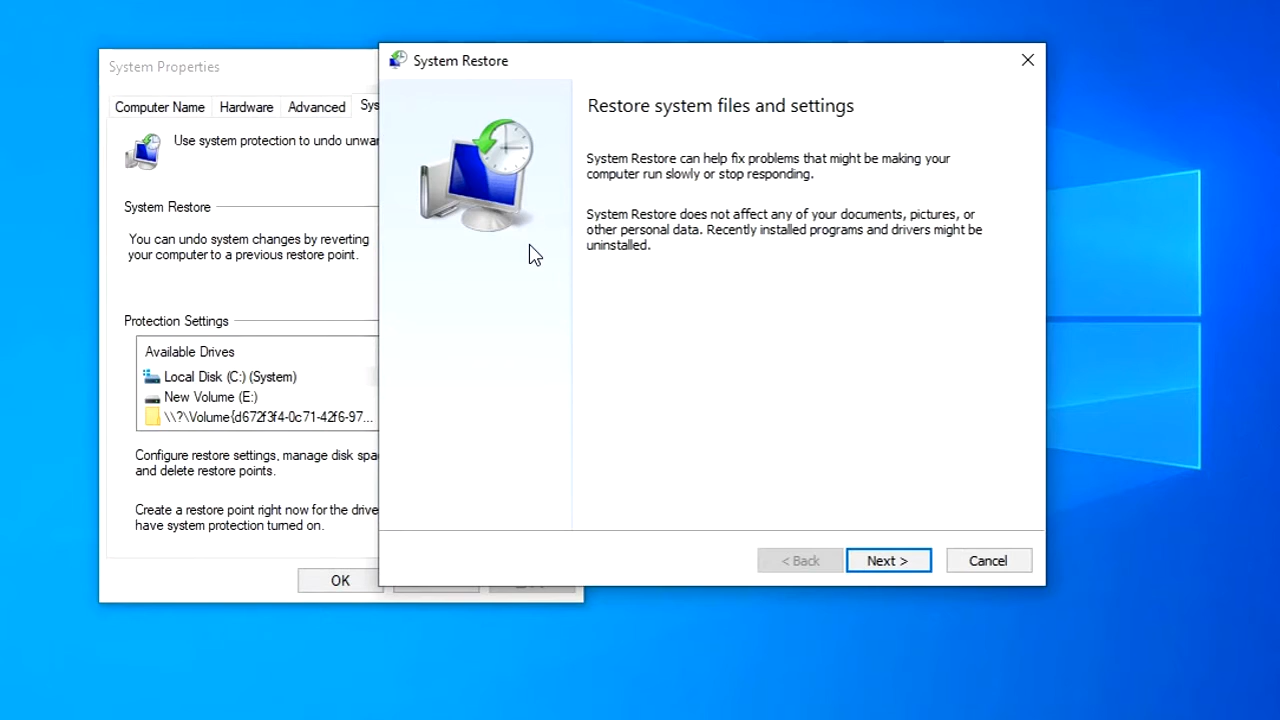 System Properties
Computer Name
Hardware
Advanced
Sys
Use system protection to undo unwa
System Restore
You can undo system changes by reverting
your computer to a previous restore point.
Protection Settings
Available Drives
Local Disk (C:) (System)
New Volume (E:)
\\?\Volume{d672f3f4-0c71-42f6-97...
Configure restore settings, manage disk spa
and delete restore points.
Create a restore point right now for the drive
have system protection turned on.
OK
System Restore
Restore system files and settings
System Restore can help fix problems that might be making your
computer run slowly or stop responding.
System Restore does not affect any of your documents, pictures, or
other personal data. Recently installed programs and drivers might be
uninstalled.
< Back
Next >
Cancel